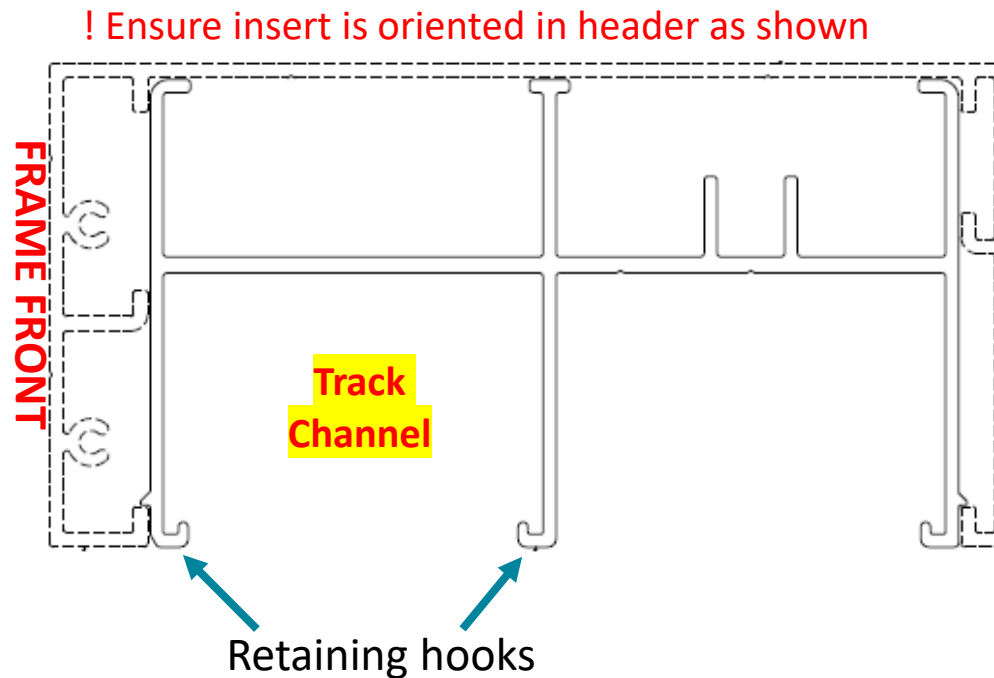 ! Ensure insert is oriented in header as shown
FRAME FRONT
Track
Channel
Retaining hooks